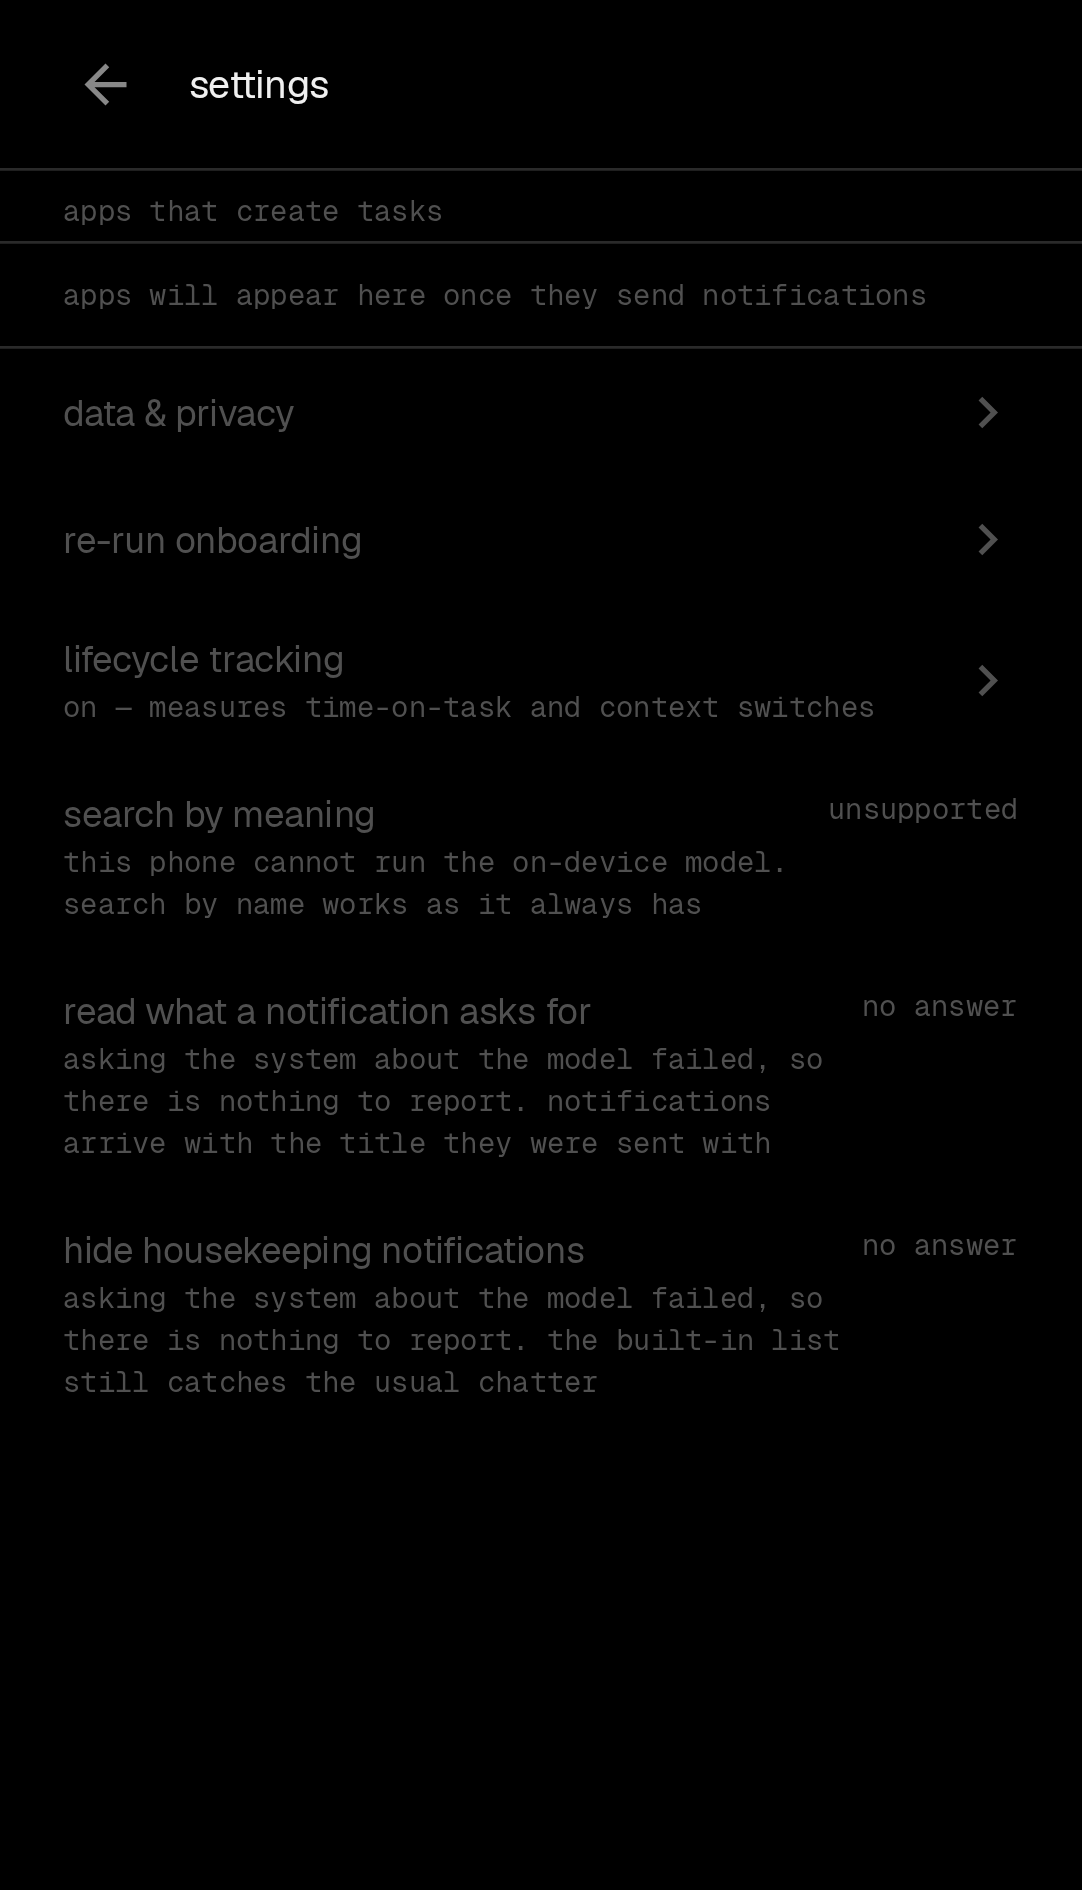 settings
apps that create tasks
apps will appear here once they send notifications
data & privacy
re-run onboarding
lifecycle tracking
on — measures time-on-task and context switches
search by meaning
unsupported
this phone cannot run the on-device model.
search by name works as it always has
read what a notification asks for
no answer
asking the system about the model failed, so
there is nothing to report. notifications
arrive with the title they were sent with
hide housekeeping notifications
no answer
asking the system about the model failed, so
there is nothing to report. the built-in list
still catches the usual chatter